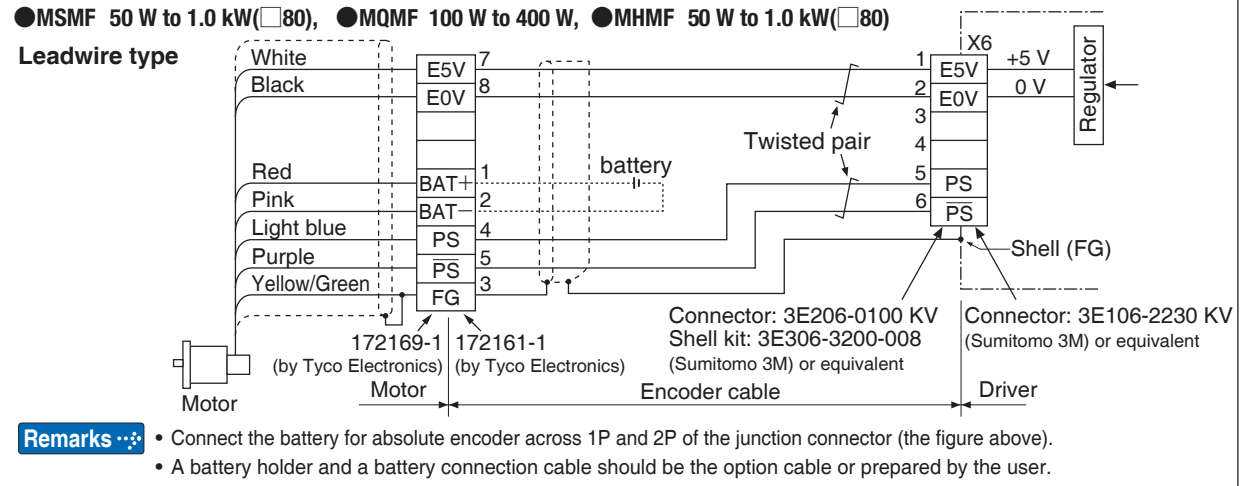 ●MSMF 50 W to 1.0 kW(□80), ●MQMF 100 W to 400 W, ●MHMF 50 W to 1.0 kW(□80)
Leadwire type
White
Black
Red
Pink
Light blue
Purple
Yellow/Green
E5V 7
E0V 8
BAT+ 1
BAT− 2
PS 4
P̅S̅ 5
FG 3
battery
Twisted pair
X6
1 E5V +5 V
2 E0V 0 V
3
4
5 PS
6 P̅S̅
Regulator
Shell (FG)
172169-1
(by Tyco Electronics)
172161-1
(by Tyco Electronics)
Connector: 3E206-0100 KV
Shell kit: 3E306-3200-008
(Sumitomo 3M) or equivalent
Connector: 3E106-2230 KV
(Sumitomo 3M) or equivalent
Motor
Motor
Encoder cable
Driver
Remarks
• Connect the battery for absolute encoder across 1P and 2P of the junction connector (the figure above).
• A battery holder and a battery connection cable should be the option cable or prepared by the user.